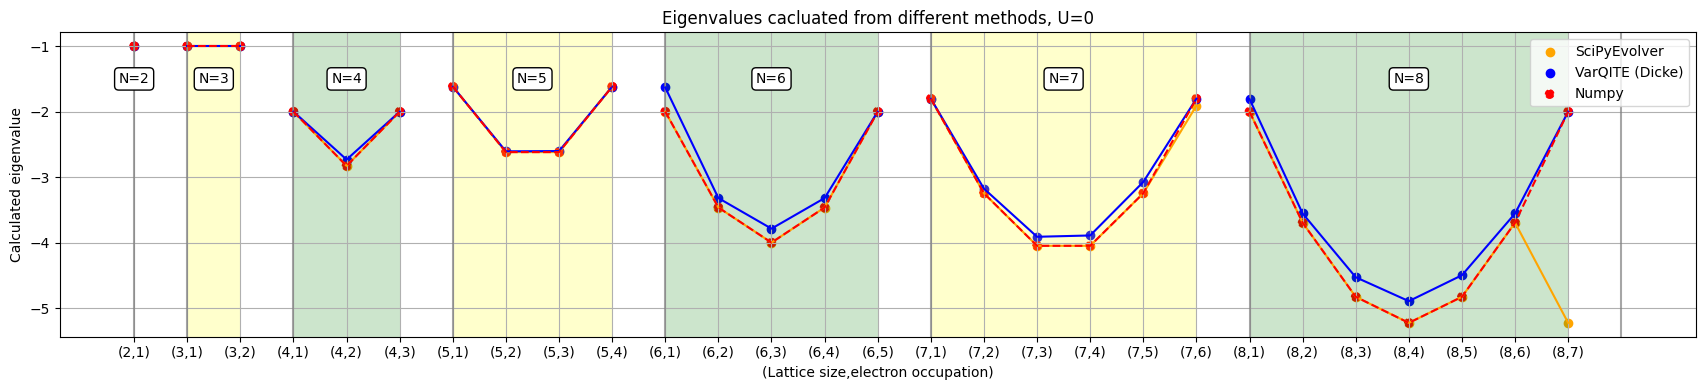 Eigenvalues cacluated from different methods, U=0
SciPyEvolver
VarQITE (Dicke)
Numpy
N=2
N=3
N=4
N=5
N=6
N=7
N=8
Calculated eigenvalue
−1
−2
−3
−4
−5
(2,1) (3,1) (3,2) (4,1) (4,2) (4,3) (5,1) (5,2) (5,3) (5,4) (6,1) (6,2) (6,3) (6,4) (6,5) (7,1) (7,2) (7,3) (7,4) (7,5) (7,6) (8,1) (8,2) (8,3) (8,4) (8,5) (8,6) (8,7)
(Lattice size,electron occupation)